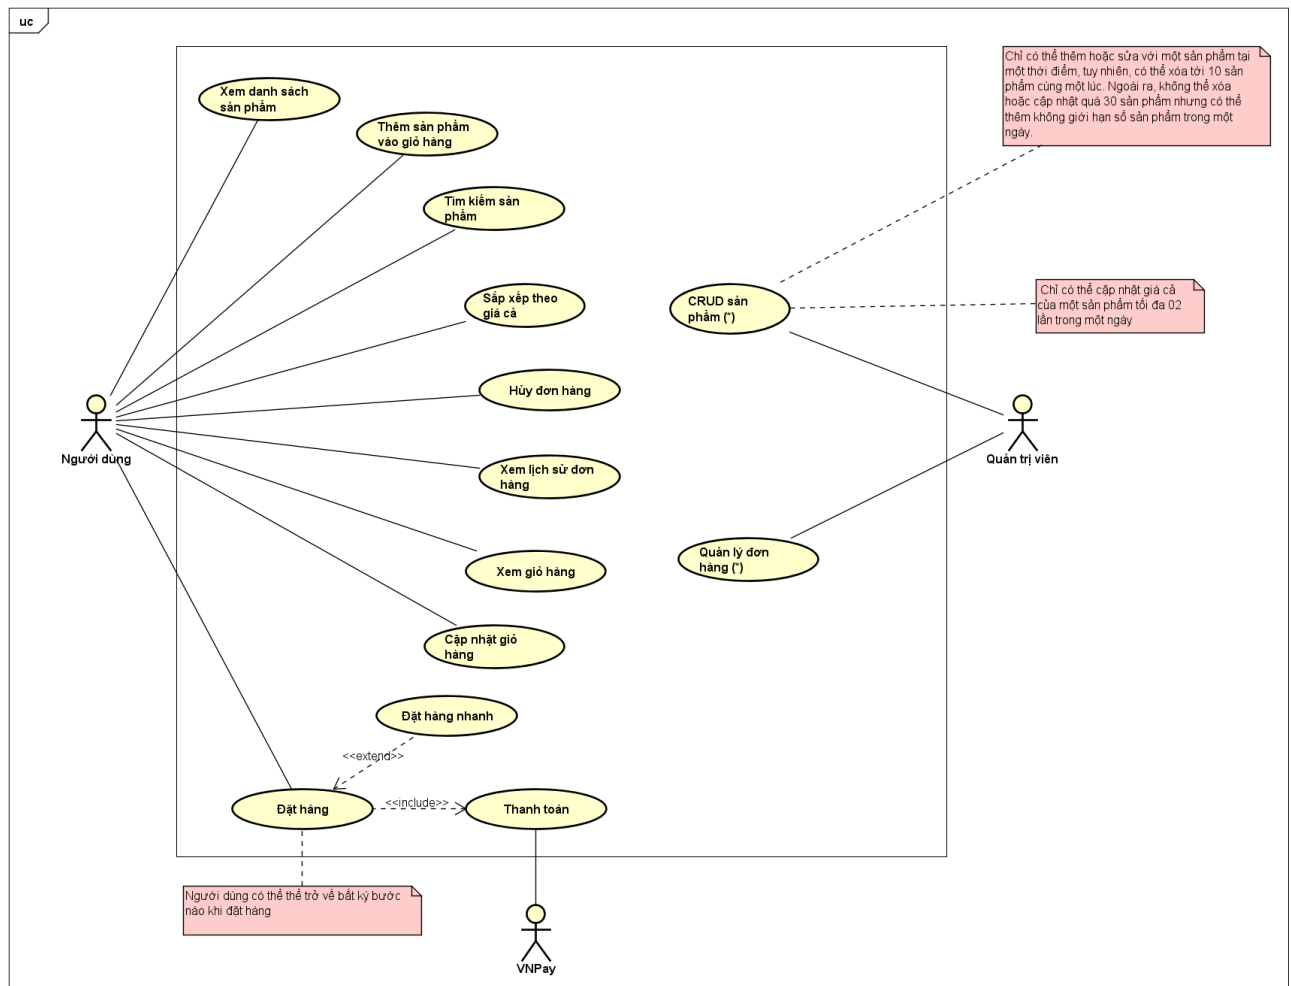 uc
Xem danh sách
sản phẩm
Thêm sản phẩm
vào giỏ hàng
Tìm kiếm sản
phẩm
Sắp xếp theo
giá cả
Hủy đơn hàng
Xem lịch sử đơn
hàng
Xem giỏ hàng
Cập nhật giỏ
hàng
Đặt hàng nhanh
<<extend>>
Đặt hàng
<<include>>
Thanh toán
Người dùng
Người dùng có thể thể trở về bất kỳ bước
nào khi đặt hàng
VNPay
CRUD sản
phẩm (*)
Quản lý đơn
hàng (*)
Quản trị viên
Chỉ có thể thêm hoặc sửa với một sản phẩm tại
một thời điểm, tuy nhiên, có thể xóa tới 10 sản
phẩm cùng một lúc. Ngoài ra, không thể xóa
hoặc cập nhật quá 30 sản phẩm nhưng có thể
thêm không giới hạn số sản phẩm trong một
ngày.
Chỉ có thể cập nhật giá cả
của một sản phẩm tối đa 02
lần trong một ngày